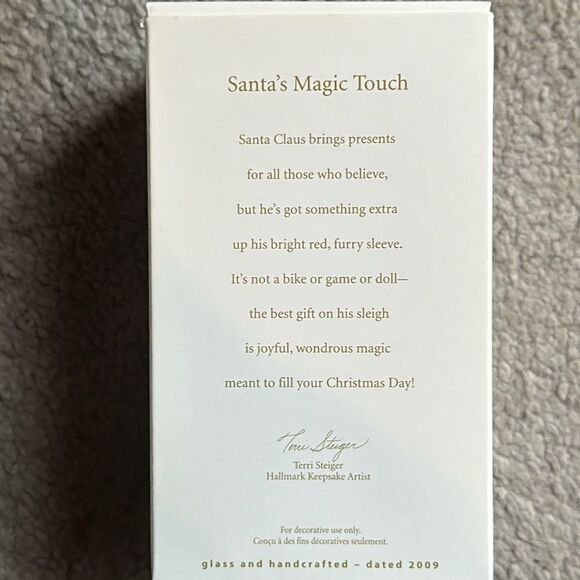 Santa's Magic Touch
Santa Claus brings presents
for all those who believe,
but he's got something extra
up his bright red, furry sleeve.
It's not a bike or game or doll—
the best gift on his sleigh
is joyful, wondrous magic
meant to fill your Christmas Day!
Terri Steiger
Terri Steiger
Hallmark Keepsake Artist
For decorative use only.
Conçu à des fins décoratives seulement.
glass and handcrafted – dated 2009